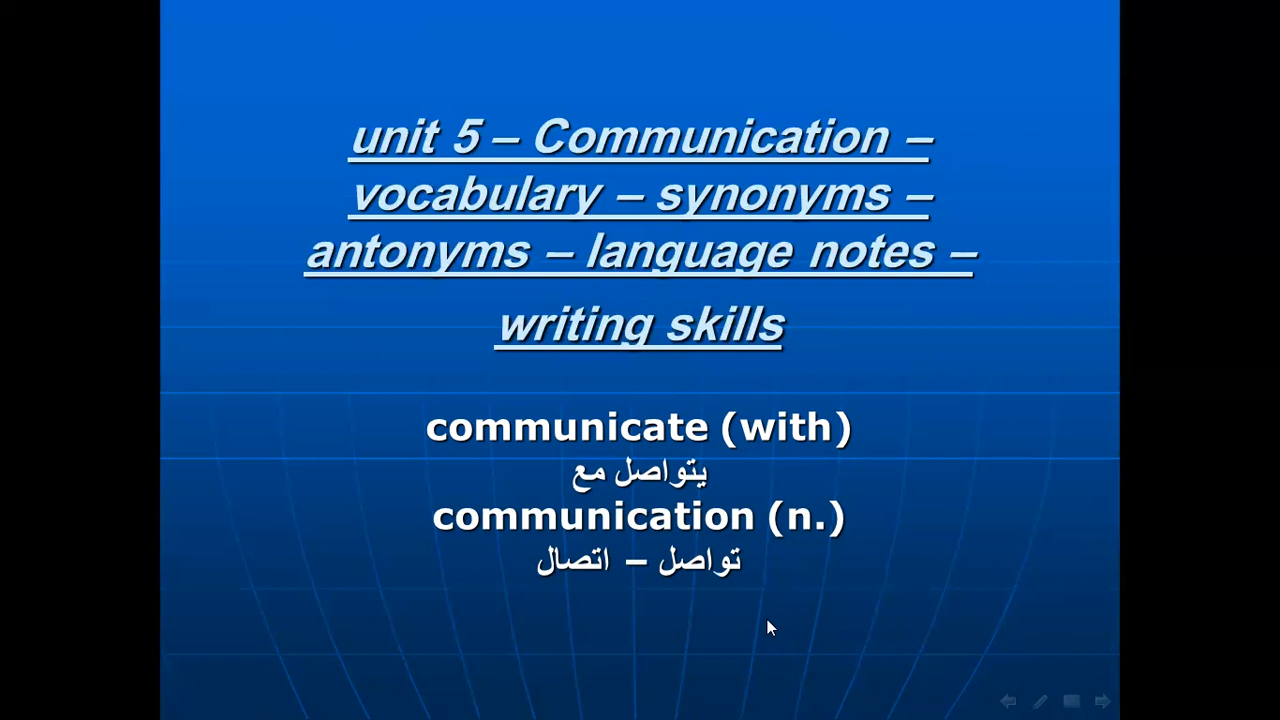 unit 5 – Communication –
vocabulary – synonyms –
antonyms – language notes –
writing skills
communicate (with)
يتواصل مع
communication (n.)
تواصل – اتصال